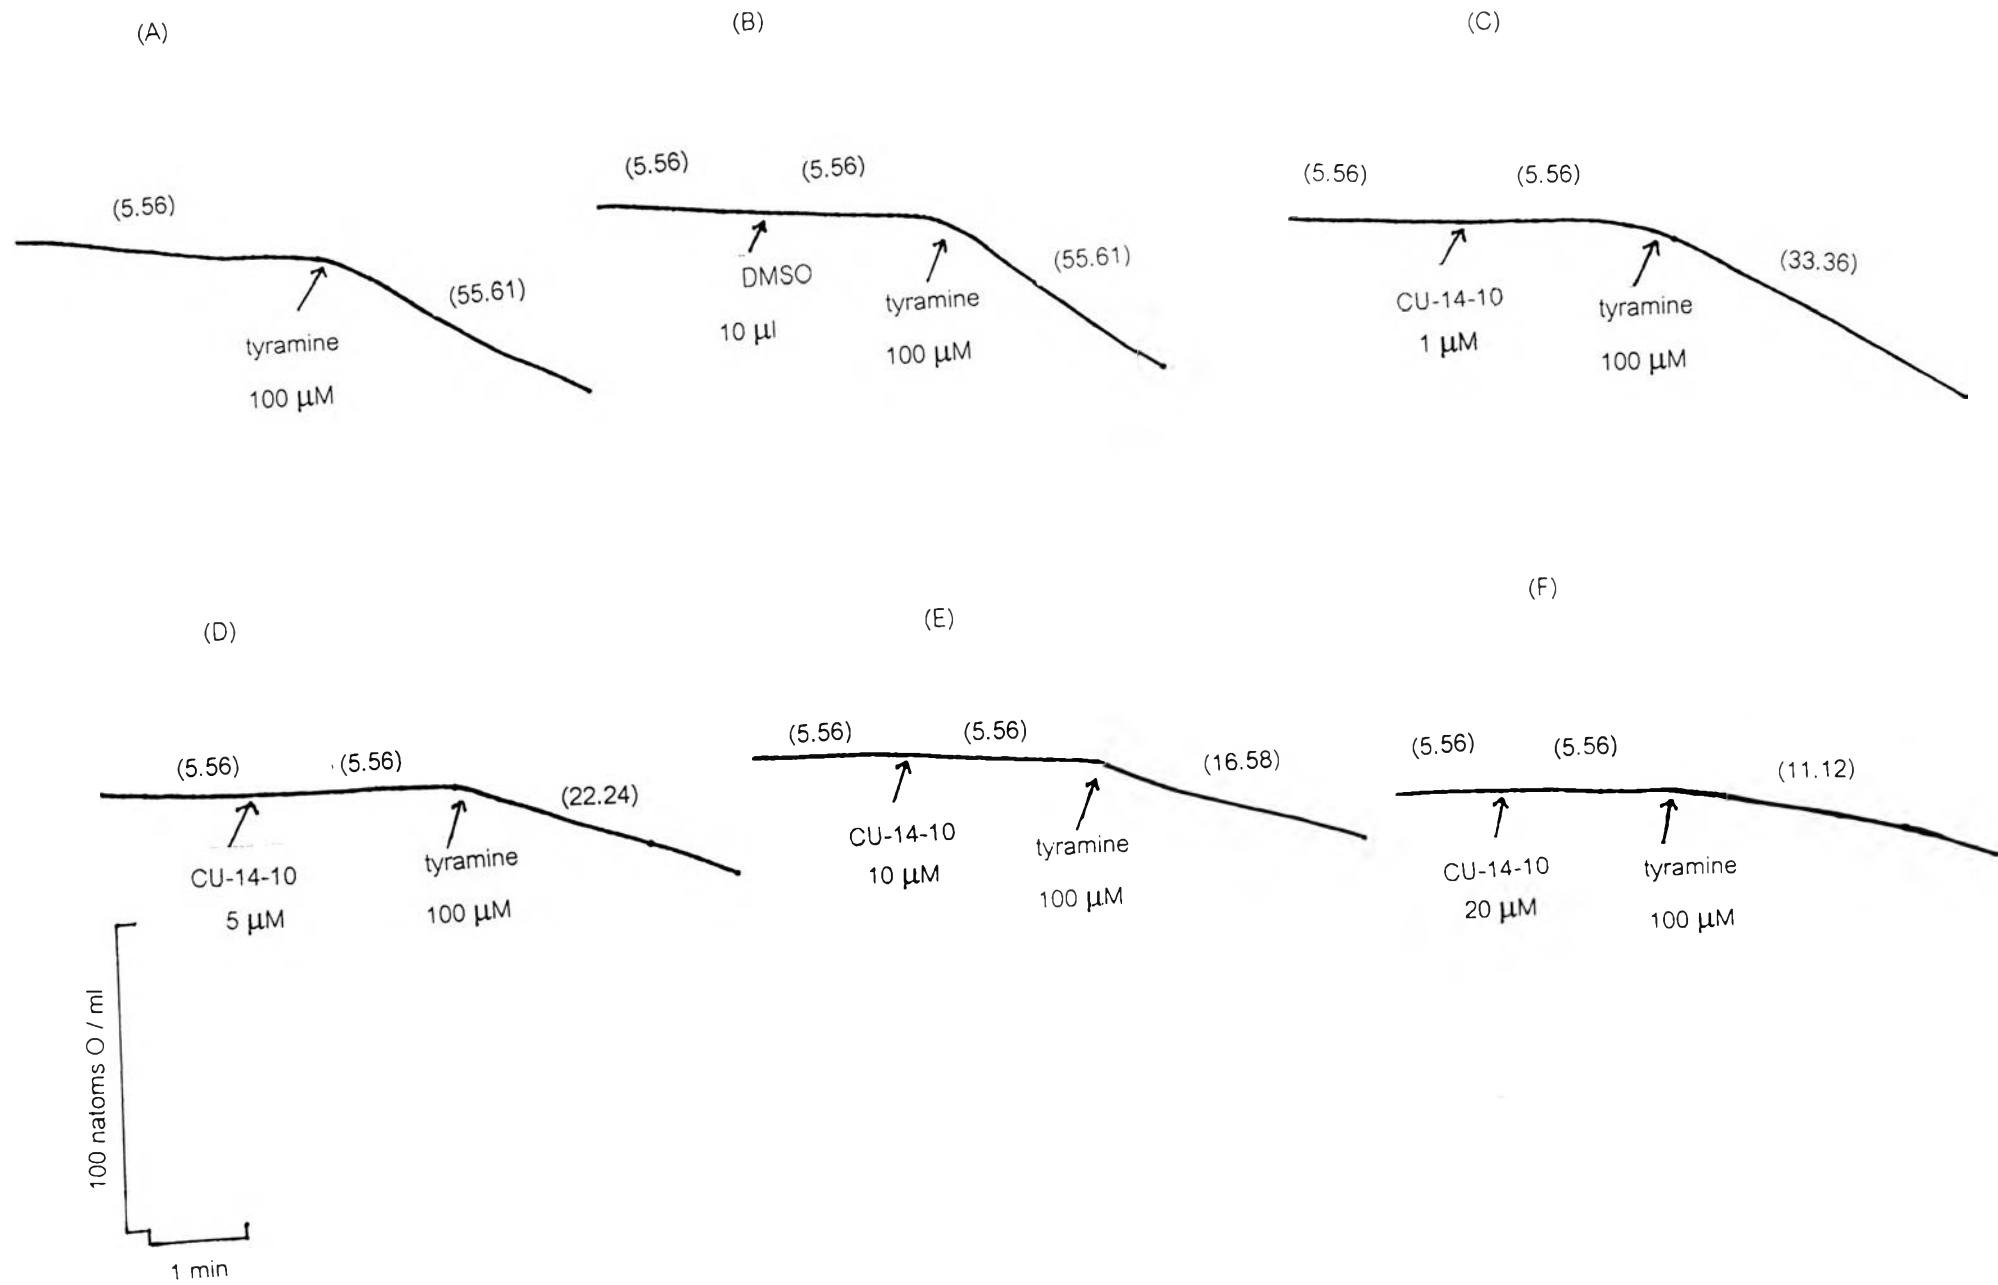 (A)
(5.56)
(55.61)
tyramine
100 µM
(B)
(5.56) (5.56)
(55.61)
DMSO
10 µl
tyramine
100 µM
(C)
(5.56) (5.56)
(33.36)
CU-14-10
1 µM
tyramine
100 µM
(D)
(5.56) (5.56)
(22.24)
CU-14-10
5 µM
tyramine
100 µM
(E)
(5.56) (5.56)
(16.58)
CU-14-10
10 µM
tyramine
100 µM
(F)
(5.56) (5.56)
(11.12)
CU-14-10
20 µM
tyramine
100 µM
100 natoms O / ml
1 min